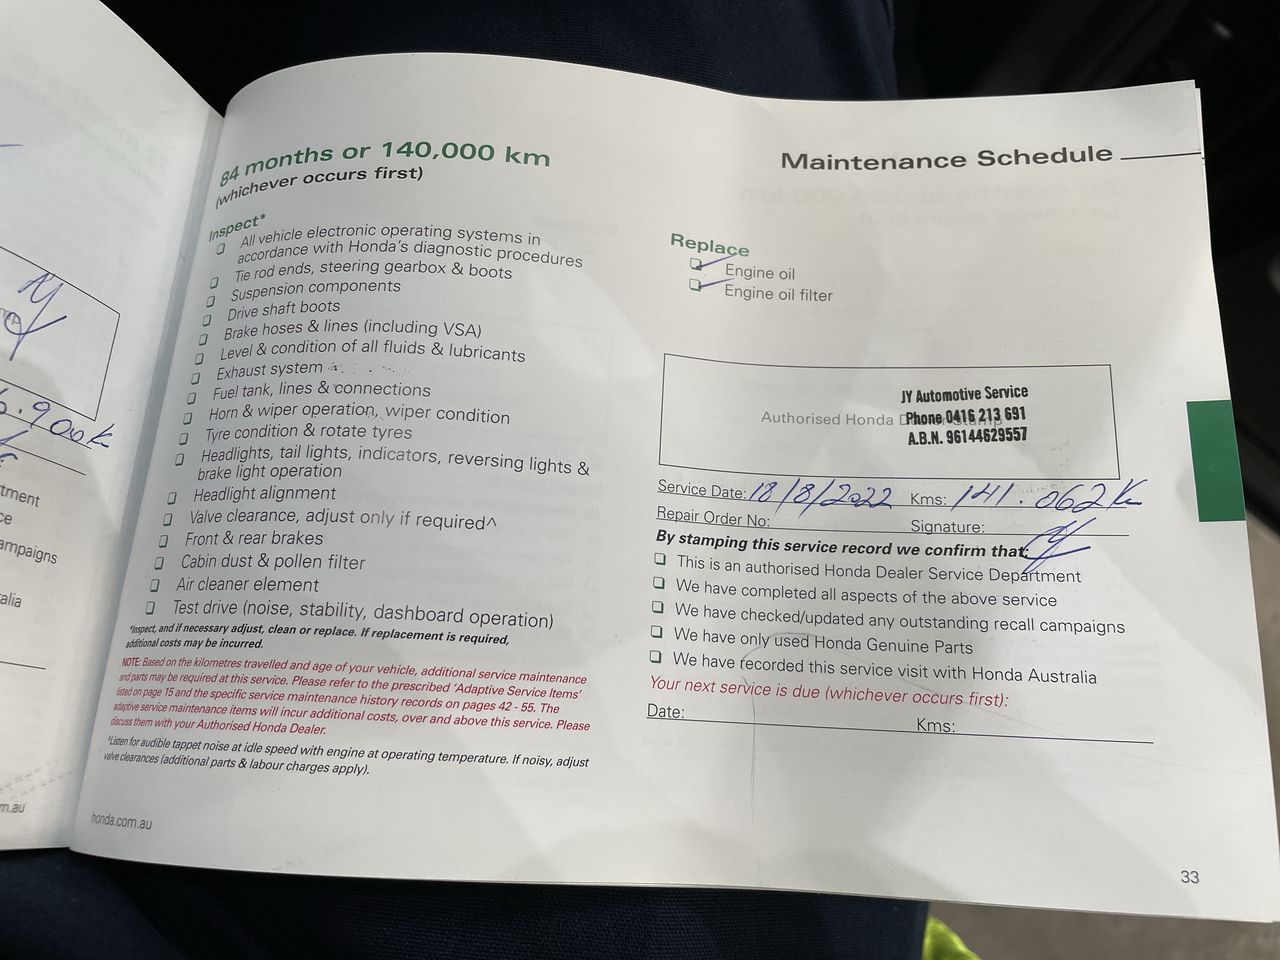 84 months or 140,000 km
(whichever occurs first)
Inspect*
All vehicle electronic operating systems in
accordance with Honda's diagnostic procedures
Tie rod ends, steering gearbox & boots
Suspension components
Drive shaft boots
Brake hoses & lines (including VSA)
Level & condition of all fluids & lubricants
Exhaust system
Fuel tank, lines & connections
Horn & wiper operation, wiper condition
Tyre condition & rotate tyres
Headlights, tail lights, indicators, reversing lights &
brake light operation
Headlight alignment
Valve clearance, adjust only if required^
Front & rear brakes
Cabin dust & pollen filter
Air cleaner element
Test drive (noise, stability, dashboard operation)
*Inspect, and if necessary adjust, clean or replace. If replacement is required,
additional costs may be incurred.
NOTE: Based on the kilometres travelled and age of your vehicle, additional service maintenance
and parts may be required at this service. Please refer to the prescribed 'Adaptive Service Items'
listed on page 15 and the specific service maintenance history records on pages 42 - 55. The
adaptive service maintenance items will incur additional costs, over and above this service. Please
discuss them with your Authorised Honda Dealer.
^Listen for audible tappet noise at idle speed with engine at operating temperature. If noisy, adjust
valve clearances (additional parts & labour charges apply).
honda.com.au
Maintenance Schedule
Replace
Engine oil
Engine oil filter
JY Automotive Service
Authorised Honda
Phone 0416 213 691
A.B.N. 96144629557
Service Date: 18/8/2022 Kms: 141.062 K
Repair Order No: Signature:
By stamping this service record we confirm that:
This is an authorised Honda Dealer Service Department
We have completed all aspects of the above service
We have checked/updated any outstanding recall campaigns
We have only used Honda Genuine Parts
We have recorded this service visit with Honda Australia
Your next service is due (whichever occurs first):
Date: Kms:
33